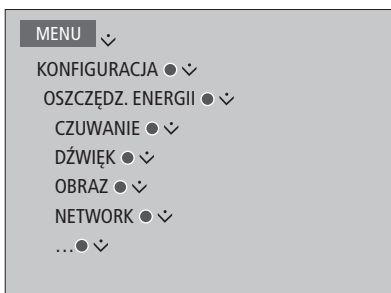 MENU
KONFIGURACJA
OSZCZĘDZ. ENERGII
CZUWANIE
DŹWIĘK
OBRAZ
NETWORK
...